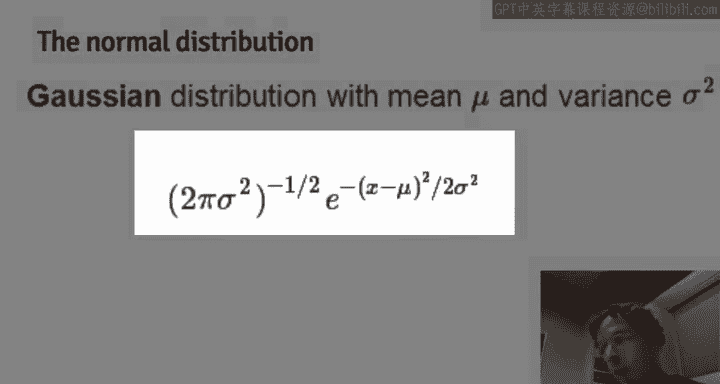 GPT中英字幕课程资源@bilibili.com
The normal distribution
Gaussian distribution with mean μ and variance σ²
(2πσ²)^{-1/2} e^{-(x-μ)²/2σ²}